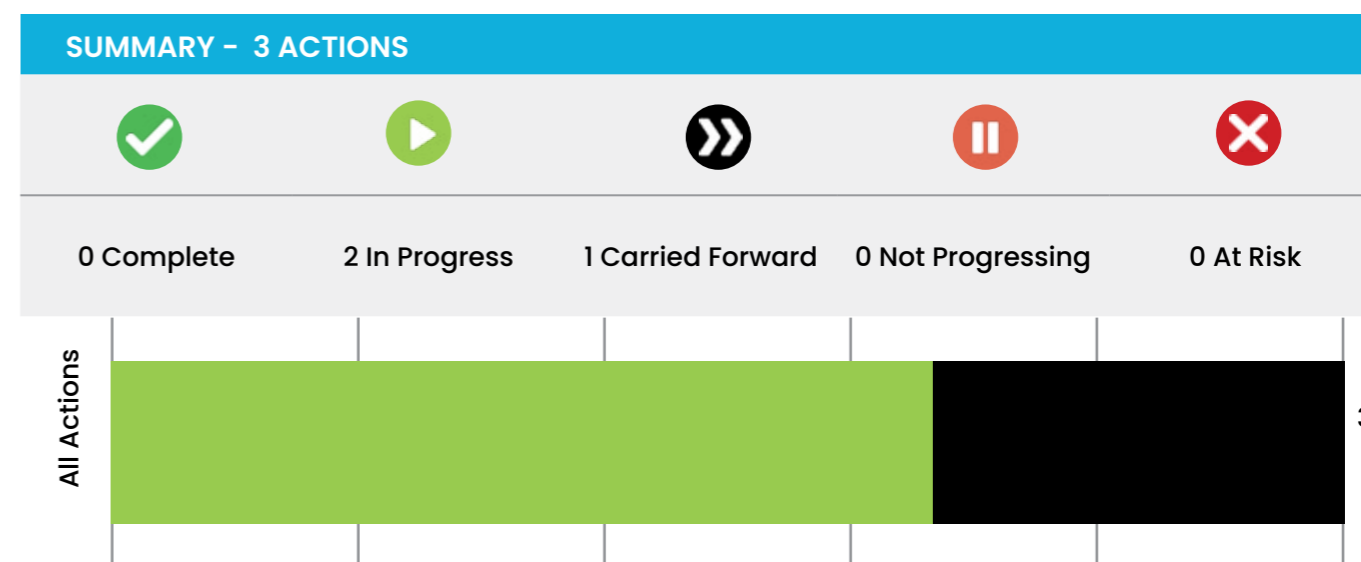 SUMMARY - 3 ACTIONS
0 Complete
2 In Progress
1 Carried Forward
0 Not Progressing
0 At Risk
All Actions